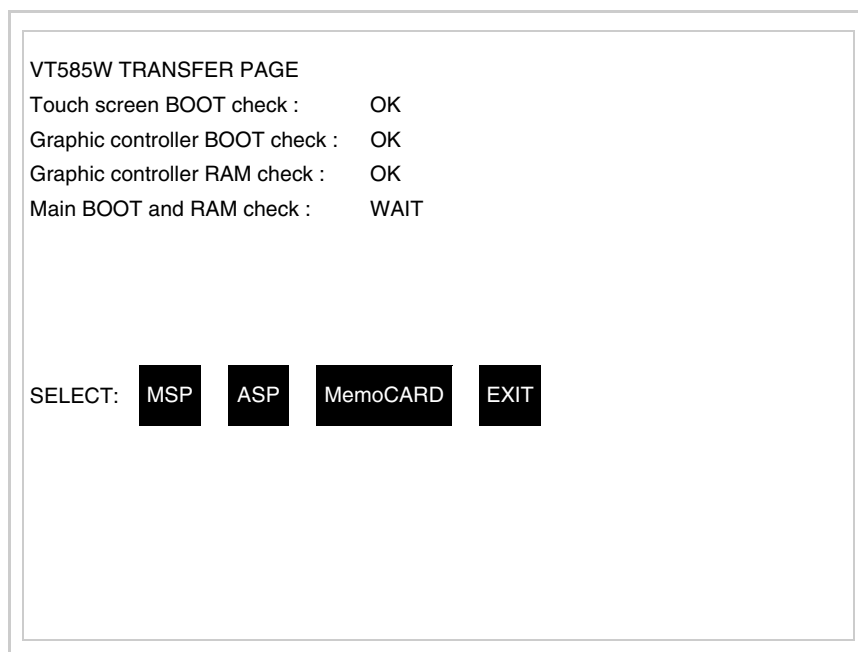 VT585W TRANSFER PAGE
Touch screen BOOT check : OK
Graphic controller BOOT check : OK
Graphic controller RAM check : OK
Main BOOT and RAM check : WAIT
SELECT: MSP ASP MemoCARD EXIT